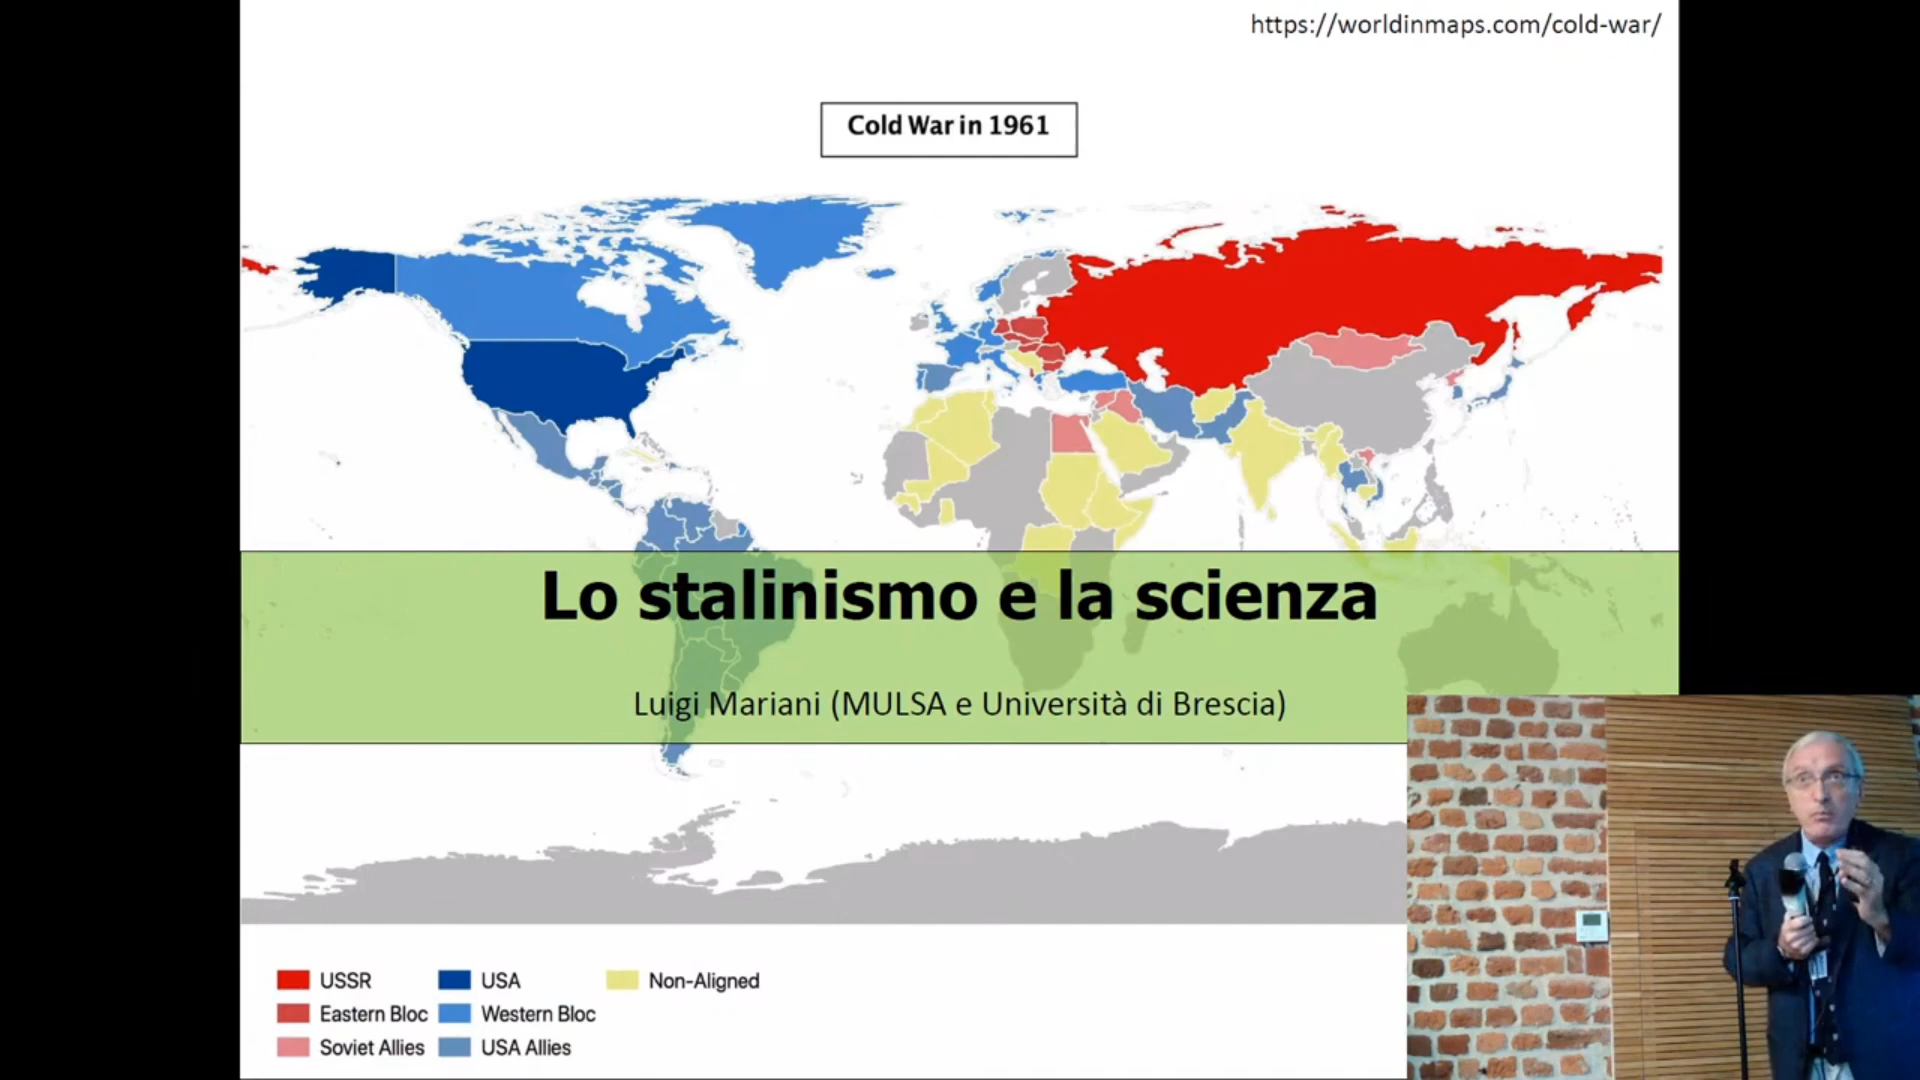 https://worldinmaps.com/cold-war/
Cold War in 1961
Lo stalinismo e la scienza
Luigi Mariani (MULSA e Università di Brescia)
USSR
USA
Non-Aligned
Eastern Bloc
Western Bloc
Soviet Allies
USA Allies